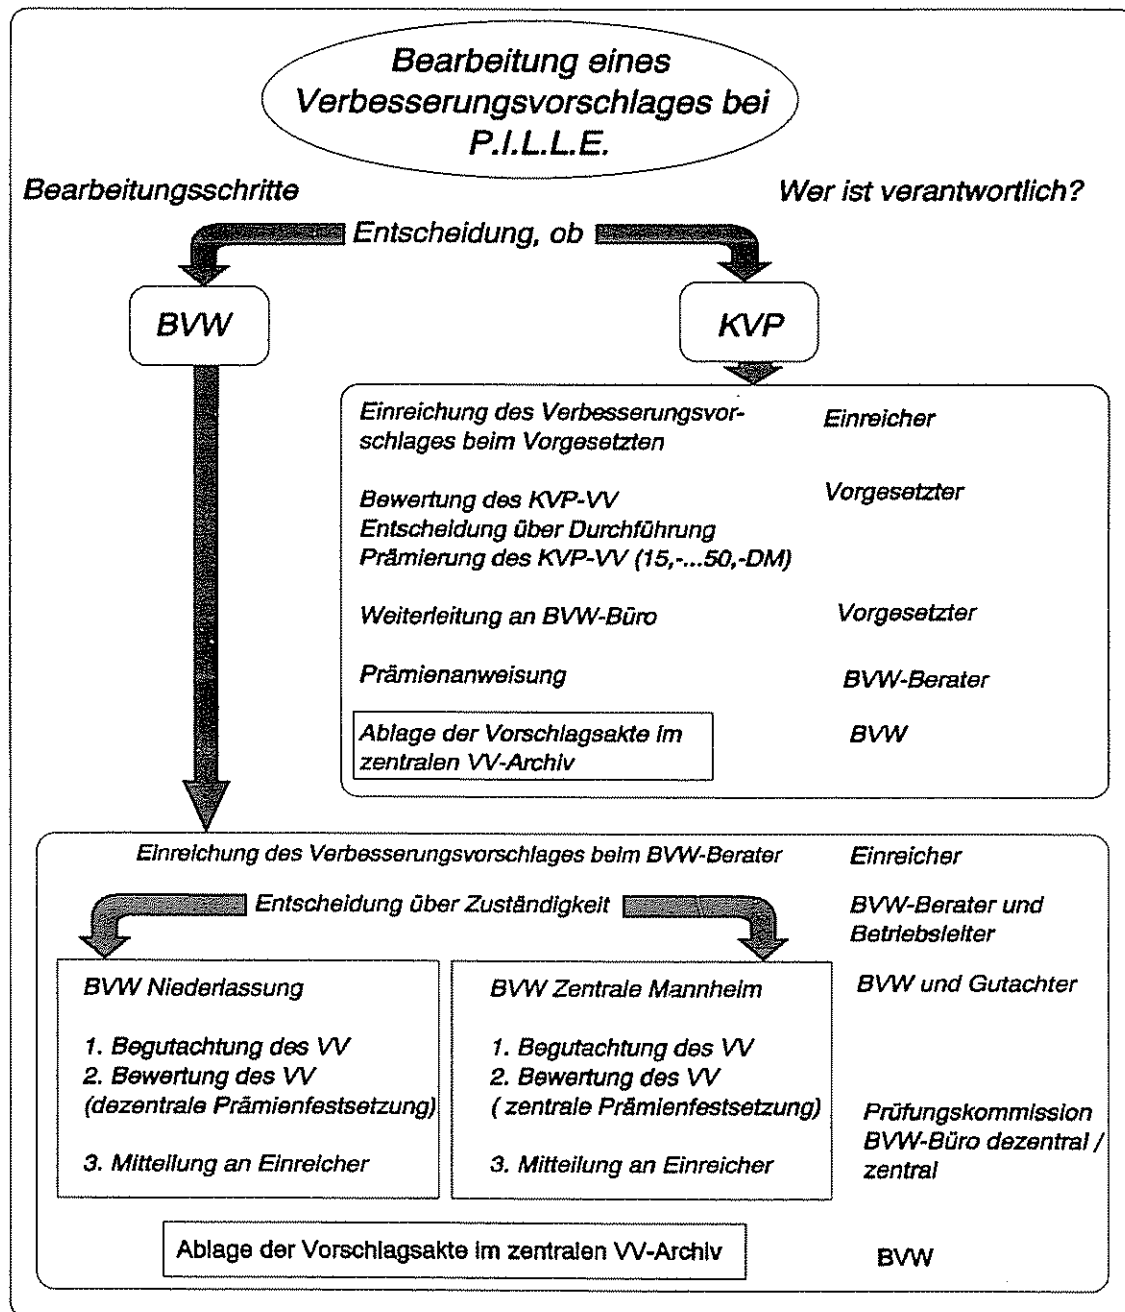 Bearbeitung eines
Verbesserungsvorschlages bei
P.I.L.L.E.
Bearbeitungsschritte
Wer ist verantwortlich?
Entscheidung, ob
BVW
KVP
Einreichung des Verbesserungsvor-
schlages beim Vorgesetzten
Einreicher
Bewertung des KVP-VV
Entscheidung über Durchführung
Prämierung des KVP-VV (15,-...50,-DM)
Vorgesetzter
Weiterleitung an BVW-Büro
Vorgesetzter
Prämienanweisung
BVW-Berater
Ablage der Vorschlagsakte im
zentralen VV-Archiv
BVW
Einreichung des Verbesserungsvorschlages beim BVW-Berater
Einreicher
Entscheidung über Zuständigkeit
BVW-Berater und
Betriebsleiter
BVW Niederlassung
1. Begutachtung des VV
2. Bewertung des VV
(dezentrale Prämienfestsetzung)
3. Mitteilung an Einreicher
BVW Zentrale Mannheim
1. Begutachtung des VV
2. Bewertung des VV
( zentrale Prämienfestsetzung)
3. Mitteilung an Einreicher
BVW und Gutachter
Prüfungskommission
BVW-Büro dezentral /
zentral
Ablage der Vorschlagsakte im zentralen VV-Archiv
BVW